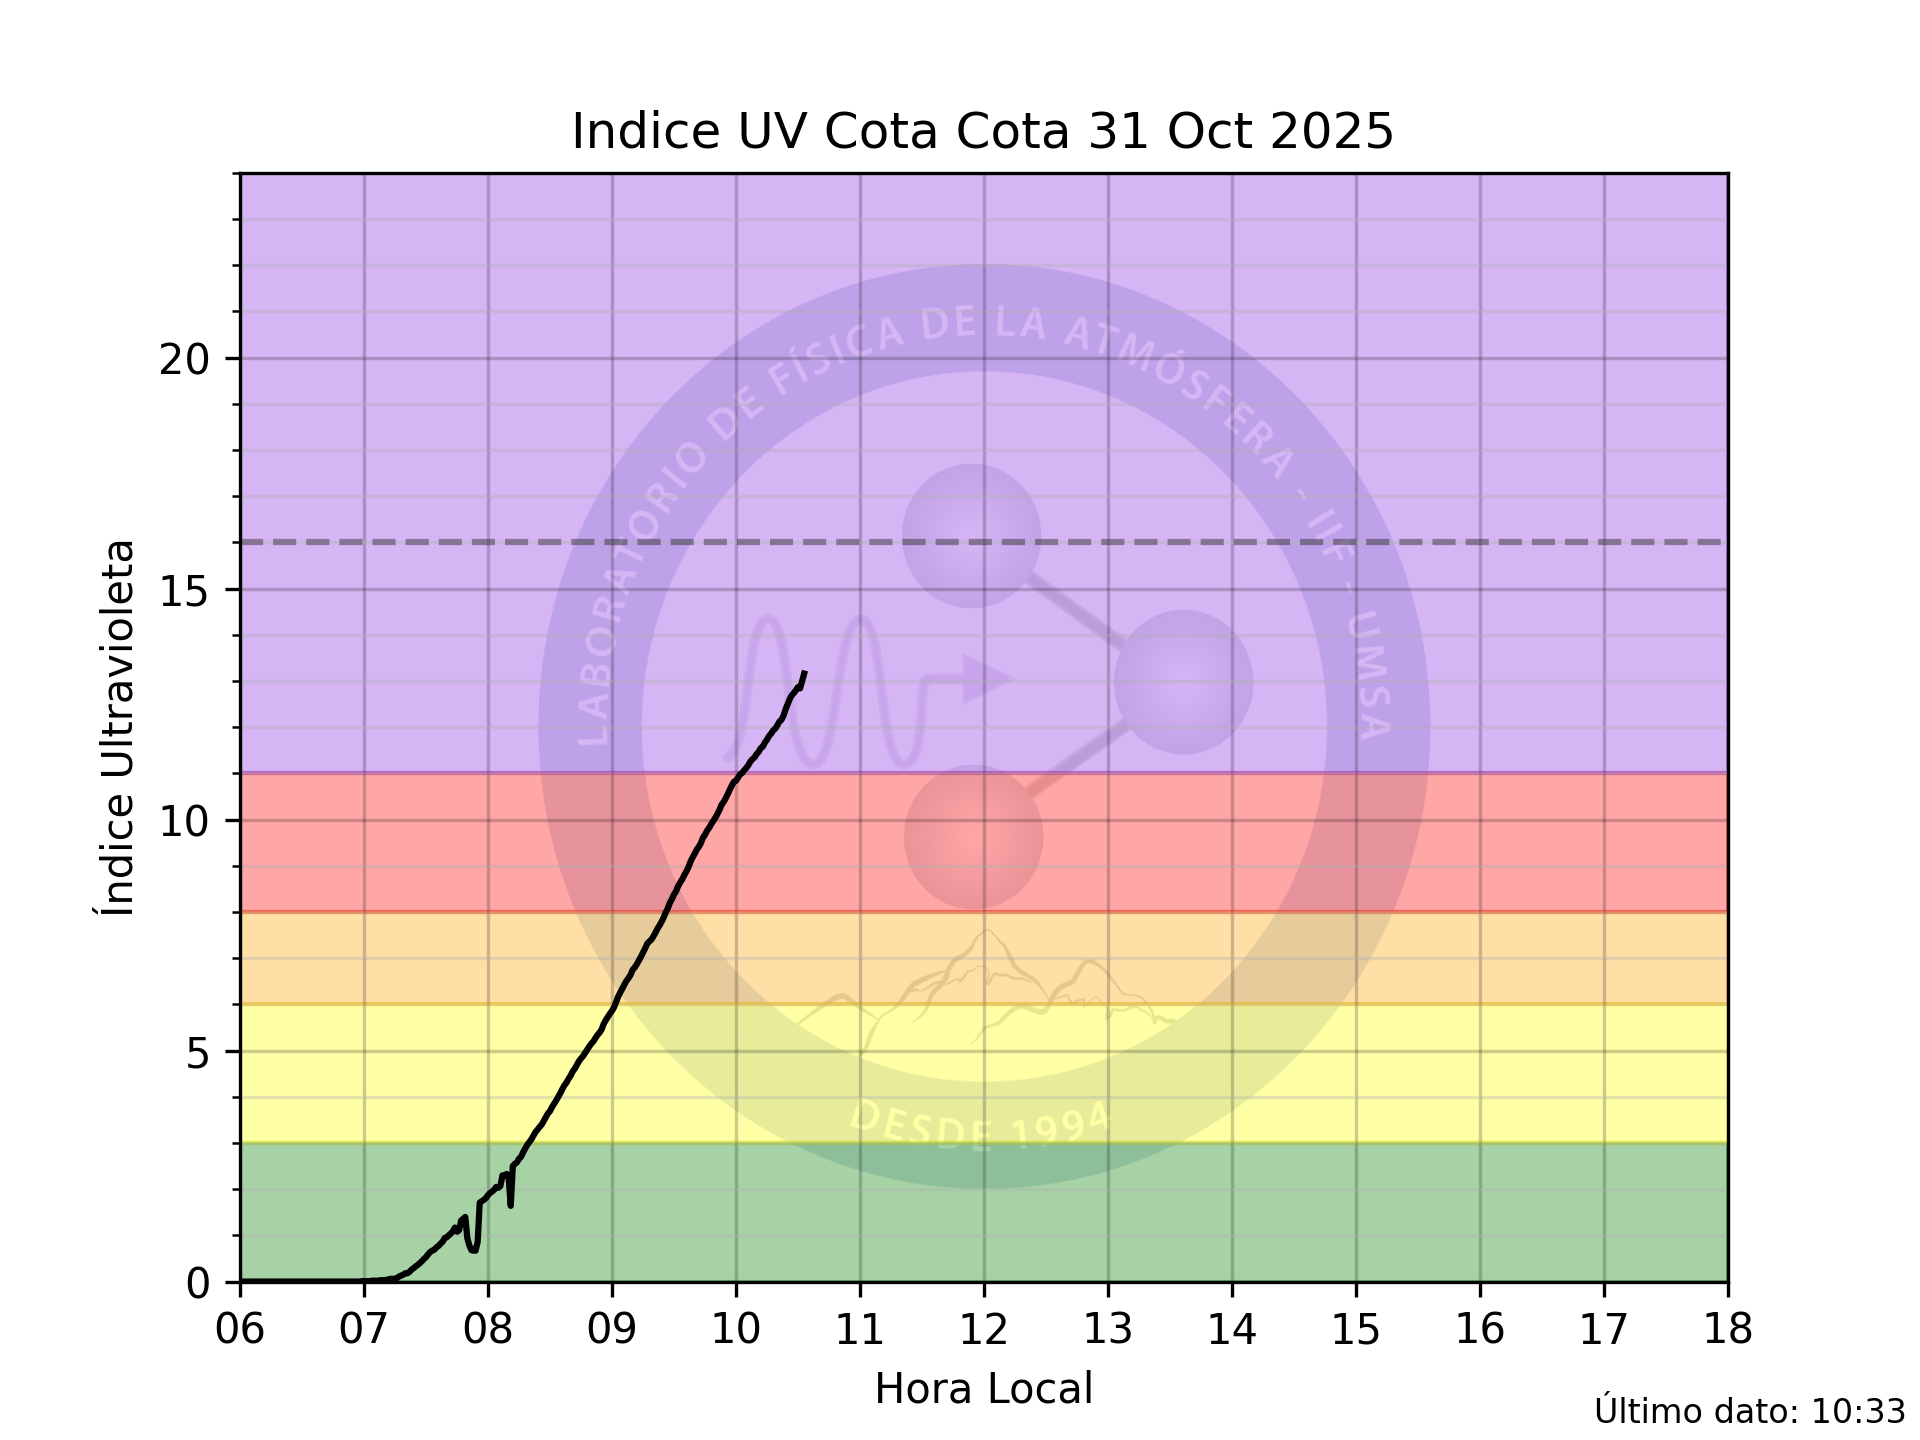 Indice UV Cota Cota 31 Oct 2025
Índice Ultravioleta
20
15
10
5
0
LABORATORIO DE FÍSICA DE LA ATMÓSFERA - IIF - UMSA
DESDE 1994
06 07 08 09 10 11 12 13 14 15 16 17 18
Hora Local
Último dato: 10:33